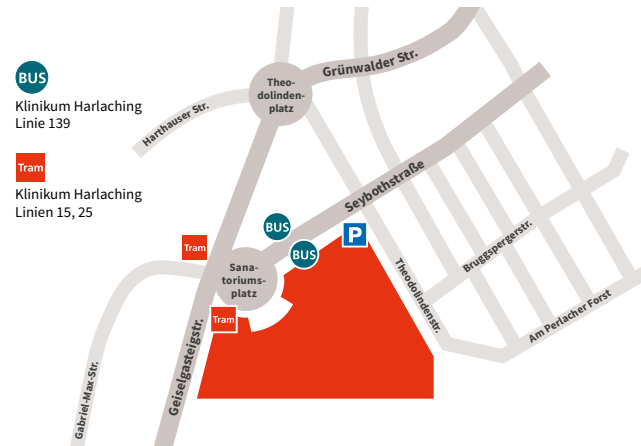 BUS
Klinikum Harlaching
Linie 139
Tram
Klinikum Harlaching
Linien 15, 25
Theo-
dolinden-
platz
Grünwalder Str.
Harthauser Str.
Seybothstraße
BUS
BUS
P
Tram
Sana-
toriums-
platz
Tram
Theodolindenstr.
Bruggspergerstr.
Am Perlacher Forst
Geiselgasteigstr.
Gabriel-Max-Str.